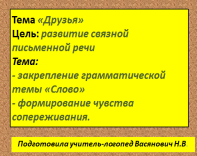 Тема «Друзья»
Цель: развитие связной
письменной речи
Тема:
- закрепление грамматической
темы «Слово»
- формирование чувства
сопереживания.
Подготовила учитель-логопед Васянович Н.В